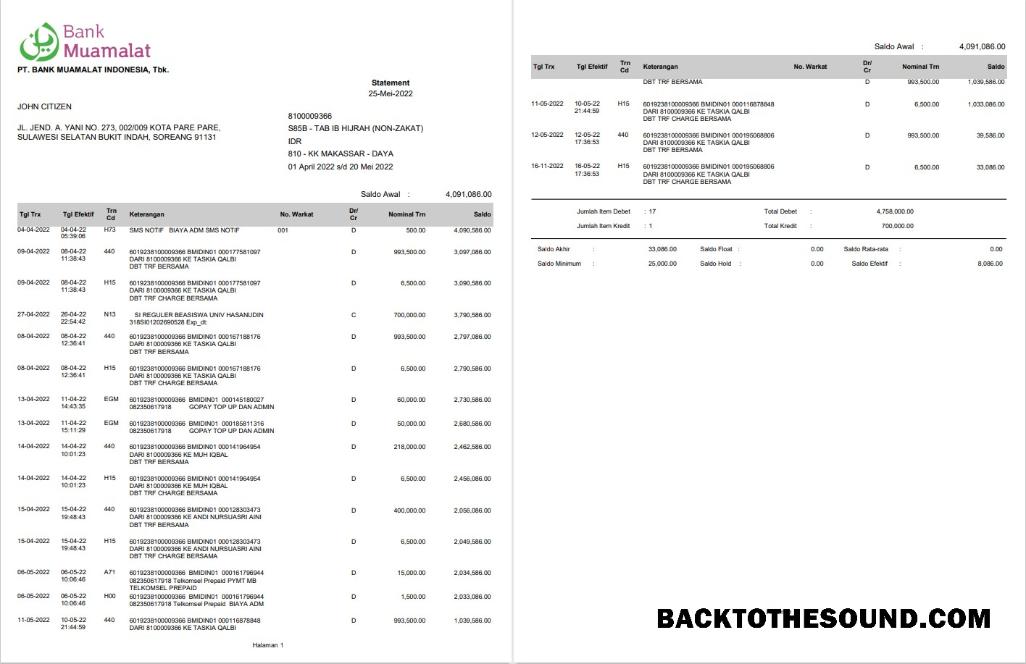 Bank
Muamalat
PT. BANK MUAMALAT INDONESIA, Tbk.
Statement
25-Mei-2022
JOHN CITIZEN
JL. JEND. A. YANI NO. 273, 002/009 KOTA PARE PARE,
SULAWESI SELATAN BUKIT INDAH, SOREANG 91131
8100009366
S85B - TAB IB HIJRAH (NON-ZAKAT)
IDR
810 - KK MAKASSAR - DAYA
01 April 2022 s/d 20 Mei 2022
Saldo Awal : 4,091,086.00
Tgl Trx Tgl Efektif Trn Cd Keterangan No. Warkat Dr/ Cr Nominal Trn Saldo
04-04-2022 04-04-22 H73 SMS NOTIF BIAYA ADM SMS NOTIF 001 D 500.00 4,090,586.00
05:39:06
09-04-2022 08-04-22 440 6019238100009366 BMIDIN01 000177581097 D 993,500.00 3,097,086.00
11:38:43 DARI 8100009366 KE TASKIA QALBI
DBT TRF BERSAMA
09-04-2022 08-04-22 H15 6019238100009366 BMIDIN01 000177581097 D 6,500.00 3,090,586.00
11:38:43 DARI 8100009366 KE TASKIA QALBI
DBT TRF CHARGE BERSAMA
27-04-2022 26-04-22 N13 SI REGULER BEASISWA UNIV HASANUDIN C 700,000.00 3,790,586.00
22:54:42 318SI01202690528 Exp_dt:
08-04-2022 08-04-22 440 6019238100009366 BMIDIN01 000167188176 D 993,500.00 2,797,086.00
12:36:41 DARI 8100009366 KE TASKIA QALBI
DBT TRF BERSAMA
08-04-2022 08-04-22 H15 6019238100009366 BMIDIN01 000167188176 D 6,500.00 2,790,586.00
12:36:41 DARI 8100009366 KE TASKIA QALBI
DBT TRF CHARGE BERSAMA
13-04-2022 11-04-22 EGM 6019238100009366 BMIDIN01 000145180027 D 60,000.00 2,730,586.00
14:43:35 082350617918 GOPAY TOP UP DAN ADMIN
13-04-2022 11-04-22 EGM 6019238100009366 BMIDIN01 000185811316 D 50,000.00 2,680,586.00
15:11:29 082350617918 GOPAY TOP UP DAN ADMIN
14-04-2022 14-04-22 440 6019238100009366 BMIDIN01 000141964954 D 218,000.00 2,462,586.00
10:01:23 DARI 8100009366 KE MUH IQBAL
DBT TRF BERSAMA
14-04-2022 14-04-22 H15 6019238100009366 BMIDIN01 000141964954 D 6,500.00 2,456,086.00
10:01:23 DARI 8100009366 KE MUH IQBAL
DBT TRF CHARGE BERSAMA
15-04-2022 15-04-22 440 6019238100009366 BMIDIN01 000128303473 D 400,000.00 2,056,086.00
19:48:43 DARI 8100009366 KE ANDI NURSUASRI AINI
DBT TRF BERSAMA
15-04-2022 15-04-22 H15 6019238100009366 BMIDIN01 000128303473 D 6,500.00 2,049,586.00
19:48:43 DARI 8100009366 KE ANDI NURSUASRI AINI
DBT TRF CHARGE BERSAMA
06-05-2022 06-05-22 A71 6019238100009366 BMIDIN01 000161796944 D 15,000.00 2,034,586.00
10:06:46 082350617918 Telkomsel Prepaid PYMT MB
TELKOMSEL PREPAID
06-05-2022 06-05-22 H00 6019238100009366 BMIDIN01 000161796944 D 1,500.00 2,033,086.00
10:06:46 082350617918 Telkomsel Prepaid BIAYA ADM
11-05-2022 10-05-22 440 6019238100009366 BMIDIN01 000116878848 D 993,500.00 1,039,586.00
21:44:59 DARI 8100009366 KE TASKIA QALBI
Halaman 1
Saldo Awal : 4,091,086.00
Tgl Trx Tgl Efektif Trn Cd Keterangan No. Warkat Dr/ Cr Nominal Trn Saldo
DBT TRF BERSAMA D 993,500.00 1,039,586.00
11-05-2022 10-05-22 H15 6019238100009366 BMIDIN01 000116878848 D 6,500.00 1,033,086.00
21:44:59 DARI 8100009366 KE TASKIA QALBI
DBT TRF CHARGE BERSAMA
12-05-2022 12-05-22 440 6019238100009366 BMIDIN01 000195068806 D 993,500.00 39,586.00
17:36:53 DARI 8100009366 KE TASKIA QALBI
DBT TRF BERSAMA
16-11-2022 16-05-22 H15 6019238100009366 BMIDIN01 000195068806 D 6,500.00 33,086.00
17:36:53 DARI 8100009366 KE TASKIA QALBI
DBT TRF CHARGE BERSAMA
Jumlah Item Debet : 17 Total Debet : 4,758,000.00
Jumlah Item Kredit : 1 Total Kredit : 700,000.00
Saldo Akhir : 33,086.00 Saldo Float : 0.00 Saldo Rata-rata : 0.00
Saldo Minimum : 25,000.00 Saldo Hold : 0.00 Saldo Efektif : 8,086.00
BACKTOTHESOUND.COM